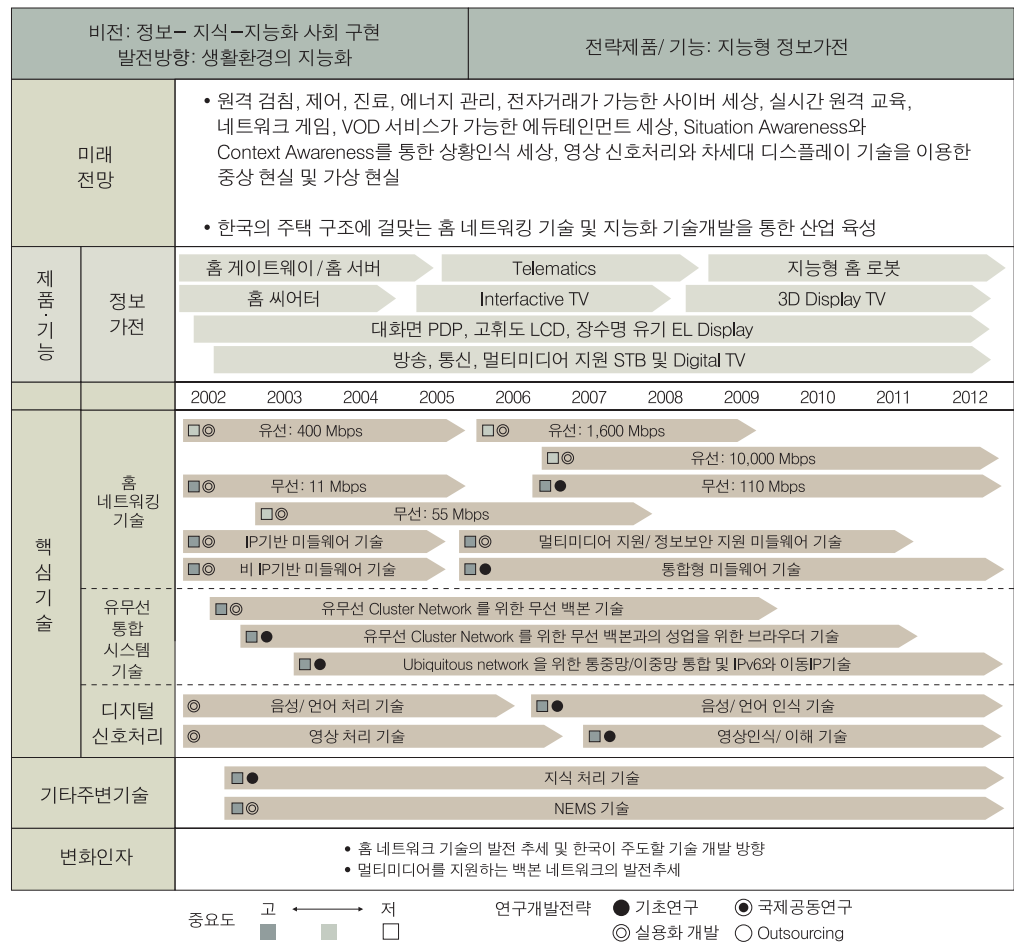 비전: 정보– 지식–지능화 사회 구현
발전방향: 생활환경의 지능화
전략제품/ 기능: 지능형 정보가전
미래
전망
• 원격 검침, 제어, 진료, 에너지 관리, 전자거래가 가능한 사이버 세상, 실시간 원격 교육,
네트워크 게임, VOD 서비스가 가능한 에듀테인먼트 세상, Situation Awareness와
Context Awareness를 통한 상황인식 세상, 영상 신호처리와 차세대 디스플레이 기술을 이용한
중상 현실 및 가상 현실
• 한국의 주택 구조에 걸맞는 홈 네트워킹 기술 및 지능화 기술개발을 통한 산업 육성
제품·기능
정보
가전
홈 게이트웨이/홈 서버
Telematics
지능형 홈 로봇
홈 씨어터
Interfactive TV
3D Display TV
대화면 PDP, 고휘도 LCD, 장수명 유기 EL Display
방송, 통신, 멀티미디어 지원 STB 및 Digital TV
2002 2003 2004 2005 2006 2007 2008 2009 2010 2011 2012
핵심기술
홈
네트워킹
기술
유선: 400 Mbps
유선: 1,600 Mbps
유선: 10,000 Mbps
무선: 11 Mbps
무선: 110 Mbps
무선: 55 Mbps
IP기반 미들웨어 기술
멀티미디어 지원/ 정보보안 지원 미들웨어 기술
비 IP기반 미들웨어 기술
통합형 미들웨어 기술
유무선
통합
시스템
기술
유무선 Cluster Network 를 위한 무선 백본 기술
유무선 Cluster Network 를 위한 무선 백본과의 성업을 위한 브라우더 기술
Ubiquitous network 을 위한 통중망/이중망 통합 및 IPv6와 이동IP기술
디지털
신호처리
음성/ 언어 처리 기술
음성/ 언어 인식 기술
영상 처리 기술
영상인식/ 이해 기술
기타주변기술
지식 처리 기술
NEMS 기술
변화인자
• 홈 네트워크 기술의 발전 추세 및 한국이 주도할 기술 개발 방향
• 멀티미디어를 지원하는 백본 네트워크의 발전추세
중요도 고 ←→ 저
연구개발전략 ● 기초연구 ◉ 국제공동연구
◎ 실용화 개발 ○ Outsourcing